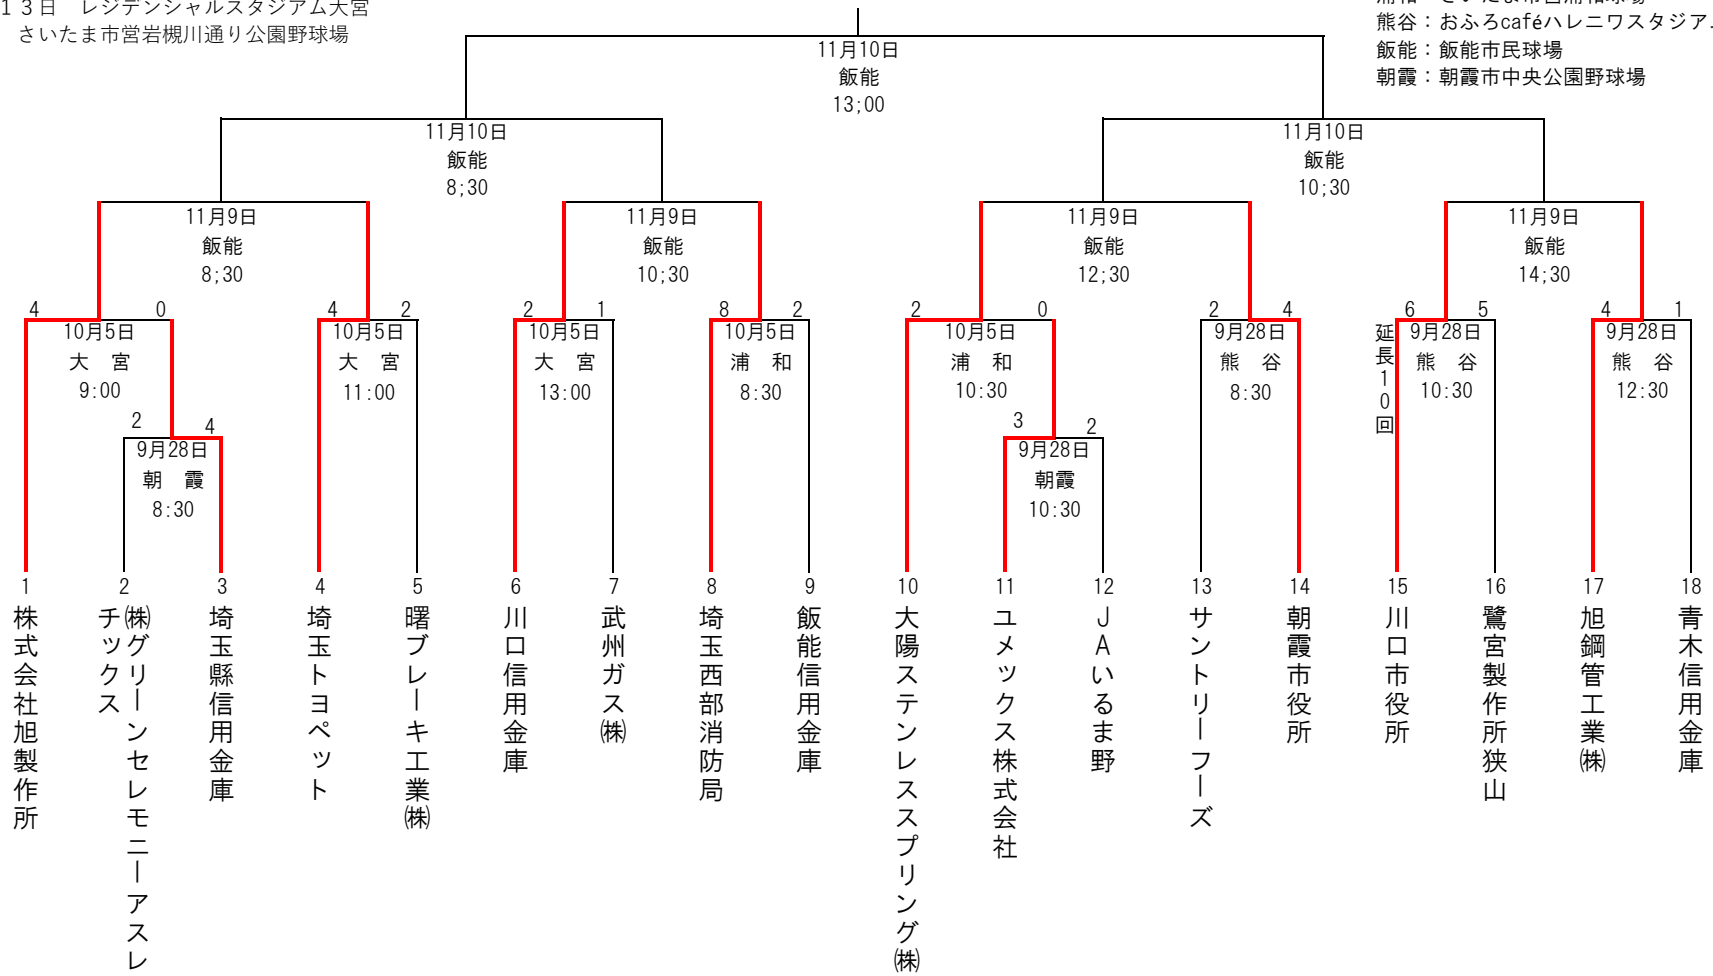 １３日　レジデンシャルスタジアム大宮
さいたま市営岩槻川通り公園野球場
熊谷：おふろcaféハレニワスタジア
飯能：飯能市民球場
朝霞：朝霞市中央公園野球場
11月10日
飯能
13;00
11月10日
飯能
8;30
11月10日
飯能
10;30
11月9日
飯能
8;30
11月9日
飯能
10;30
11月9日
飯能
12;30
11月9日
飯能
14;30
4 0
10月5日
大　宮
9:00
4 2
10月5日
大　宮
11:00
2 1
10月5日
大　宮
13:00
8 2
10月5日
浦　和
8:30
2 0
10月5日
浦　和
10:30
2 4
9月28日
熊　谷
8:30
6 5
延長10回
9月28日
熊　谷
10:30
4 1
9月28日
熊　谷
12:30
2 4
9月28日
朝　霞
8:30
3 2
9月28日
朝霞
10:30
1
株式会社旭製作所
2
㈱グリーンセレモニーアスレ
チックス
3
埼玉縣信用金庫
4
埼玉トヨペット
5
曙ブレーキ工業㈱
6
川口信用金庫
7
武州ガス㈱
8
埼玉西部消防局
9
飯能信用金庫
10
大陽ステンレススプリング㈱
11
ユメックス株式会社
12
ＪＡいるま野
13
サントリーフーズ
14
朝霞市役所
15
川口市役所
16
鷺宮製作所狭山
17
旭鋼管工業㈱
18
青木信用金庫